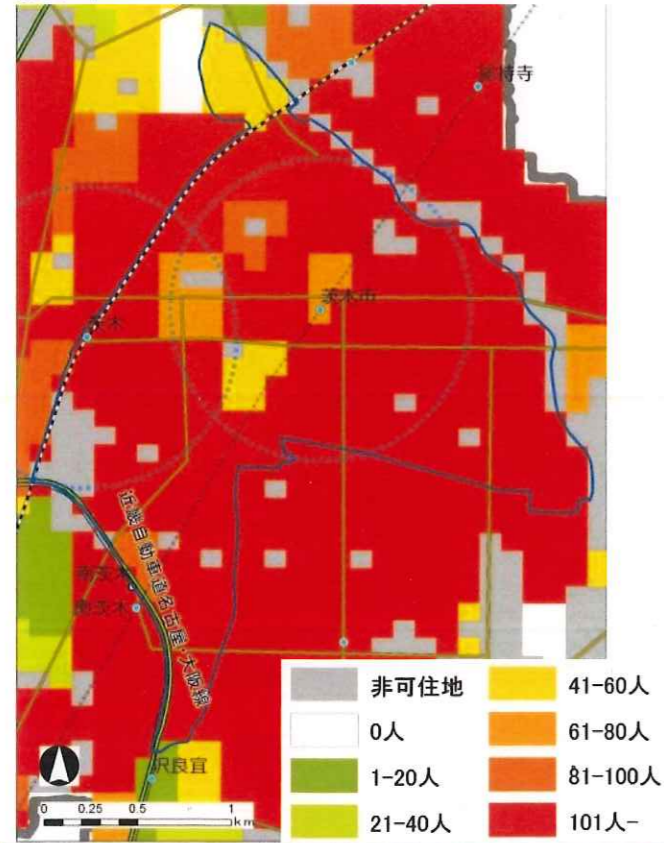 総持寺
茨木市
茨木
近畿自動車道名古屋・大阪線
南茨木
沢良宜
0 0.25 0.5 1
km
非可住地
0人
1-20人
21-40人
41-60人
61-80人
81-100人
101人-